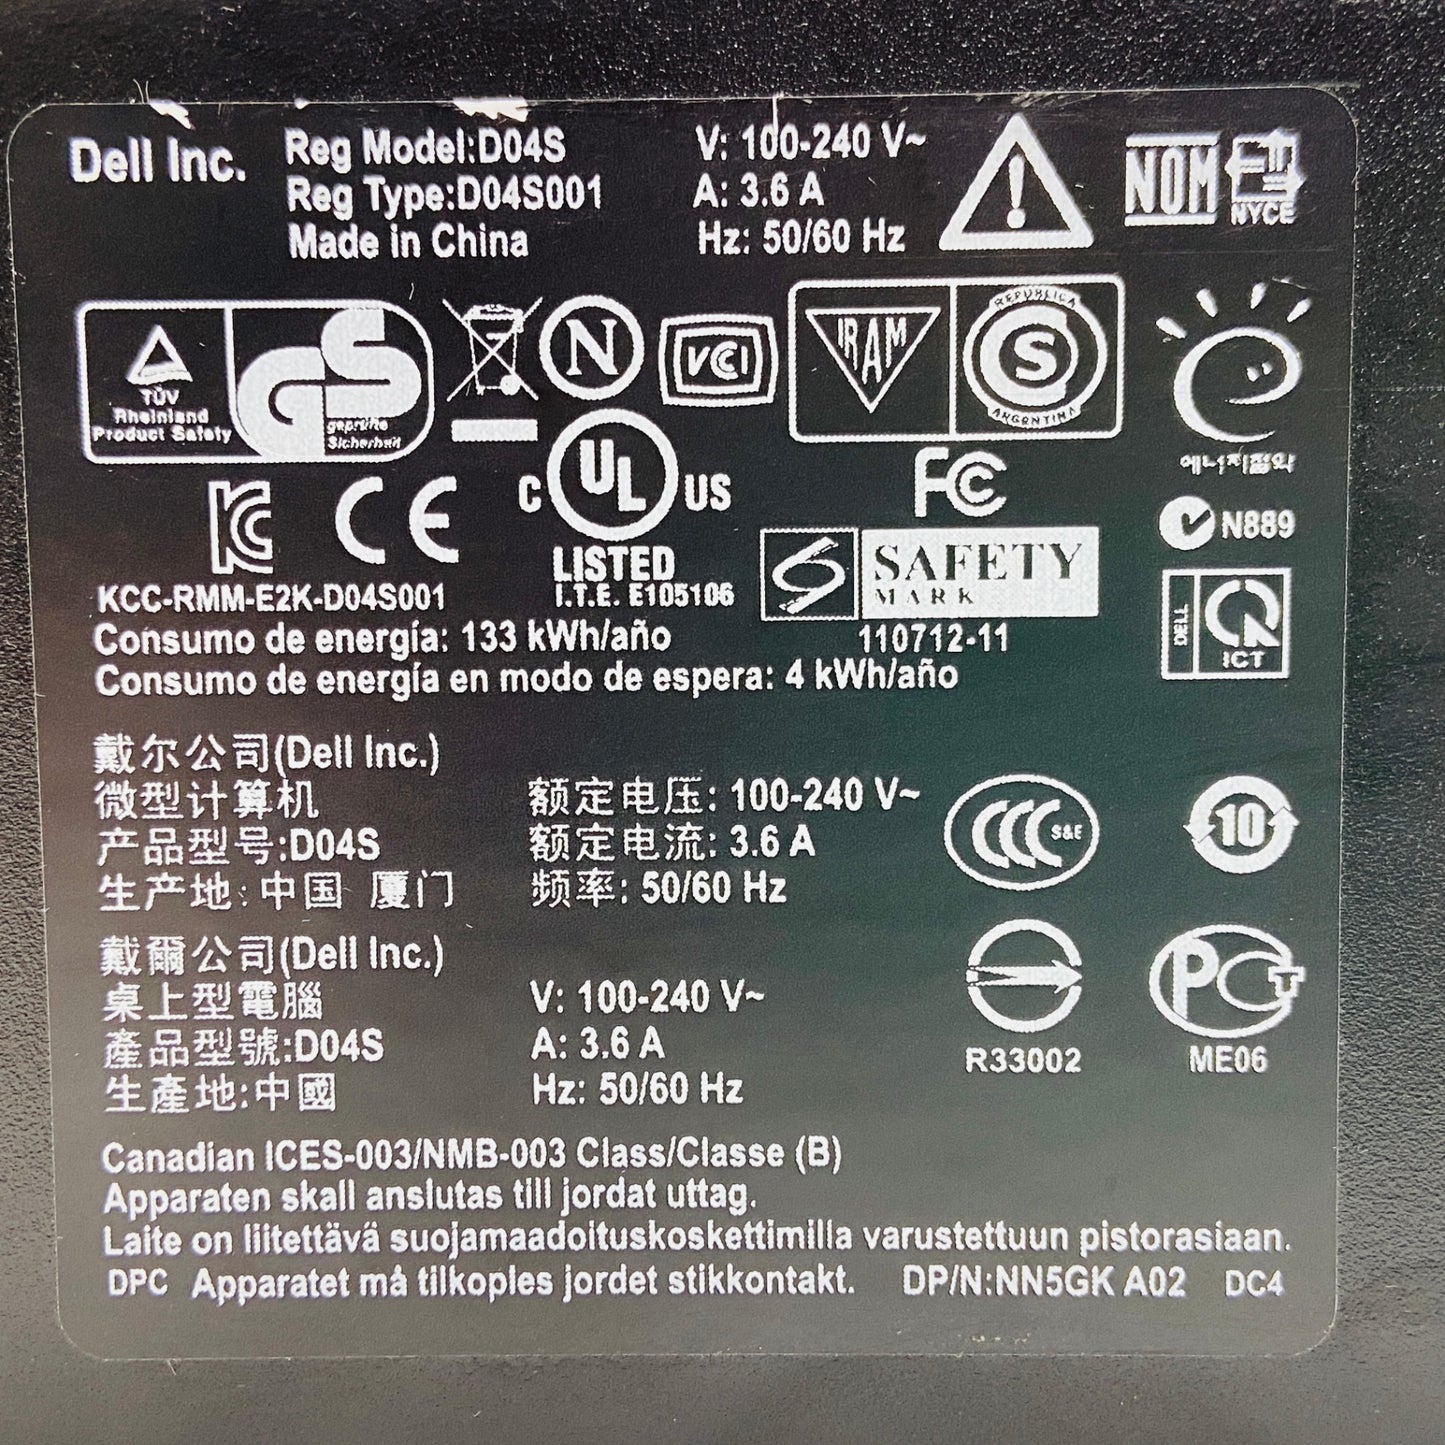 Dell Inc.
Reg Model:D04S
Reg Type:D04S001
Made in China
V: 100-240 V~
A: 3.6 A
Hz: 50/60 Hz
NOM
NYCE
TÜV
Rheinland
Product Safety
GS
geprüfte
Sicherheit
N
VCI
IRAM
REPUBLICA
S
ARGENTINA
에너지절약
KC
CE
C UL US
LISTED
I.T.E. E105106
FC
SAFETY
MARK
110712-11
N889
DELL
ICT
KCC-RMM-E2K-D04S001
Consumo de energía: 133 kWh/año
Consumo de energía en modo de espera: 4 kWh/año
戴尔公司(Dell Inc.)
微型计算机
产品型号:D04S
生产地: 中国 厦门
额定电压: 100-240 V~
额定电流: 3.6 A
频率: 50/60 Hz
CCC S&E
10
戴爾公司(Dell Inc.)
桌上型電腦
產品型號:D04S
生產地:中國
V: 100-240 V~
A: 3.6 A
Hz: 50/60 Hz
R33002
PCT
ME06
Canadian ICES-003/NMB-003 Class/Classe (B)
Apparaten skall anslutas till jordat uttag.
Laite on liitettävä suojamaadoituskoskettimilla varustettuun pistorasiaan.
DPC Apparatet må tilkoples jordet stikkontakt. DP/N:NN5GK A02 DC4